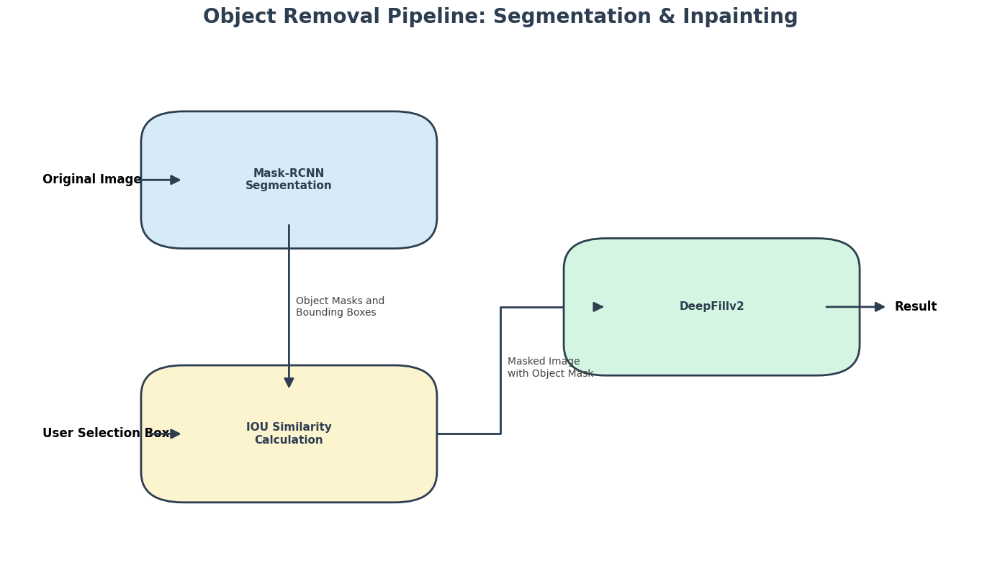 Object Removal Pipeline: Segmentation & Inpainting
Original Image
Mask-RCNN
Segmentation
Object Masks and
Bounding Boxes
User Selection Box
IOU Similarity
Calculation
Masked Image
with Object Mask
DeepFillv2
Result